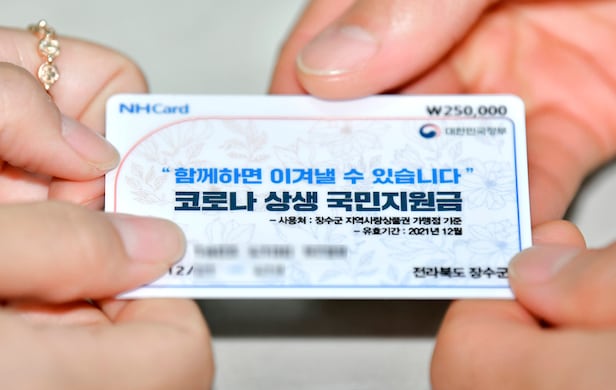 NHCard
₩250,000
대한민국정부
“함께하면 이겨낼 수 있습니다”
코로나 상생 국민지원금
- 사용처 : 장수군 지역사랑상품권 가맹점 기준
- 유효기간 : 2021년 12월
12/
전라북도 장수군